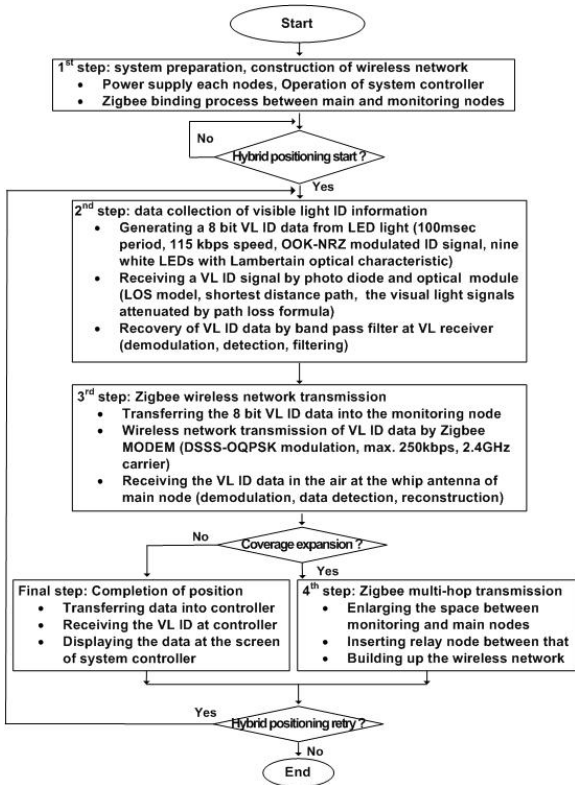 Start
1st step: system preparation, construction of wireless network
• Power supply each nodes, Operation of system controller
• Zigbee binding process between main and monitoring nodes
No
Hybrid positioning start ?
Yes
2nd step: data collection of visible light ID information
• Generating a 8 bit VL ID data from LED light (100msec
period, 115 kbps speed, OOK-NRZ modulated ID signal, nine
white LEDs with Lambertain optical characteristic)
• Receiving a VL ID signal by photo diode and optical module
(LOS model, shortest distance path, the visual light signals
attenuated by path loss formula)
• Recovery of VL ID data by band pass filter at VL receiver
(demodulation, detection, filtering)
3rd step: Zigbee wireless network transmission
• Transferring the 8 bit VL ID data into the monitoring node
• Wireless network transmission of VL ID data by Zigbee
MODEM (DSSS-OQPSK modulation, max. 250kbps, 2.4GHz
carrier)
• Receiving the VL ID data in the air at the whip antenna of
main node (demodulation, data detection, reconstruction)
No
Coverage expansion ?
Yes
Final step: Completion of position
• Transferring data into controller
• Receiving the VL ID at controller
• Displaying the data at the screen
of system controller
4th step: Zigbee multi-hop transmission
• Enlarging the space between
monitoring and main nodes
• Inserting relay node between that
• Building up the wireless network
Yes
Hybrid positioning retry ?
No
End